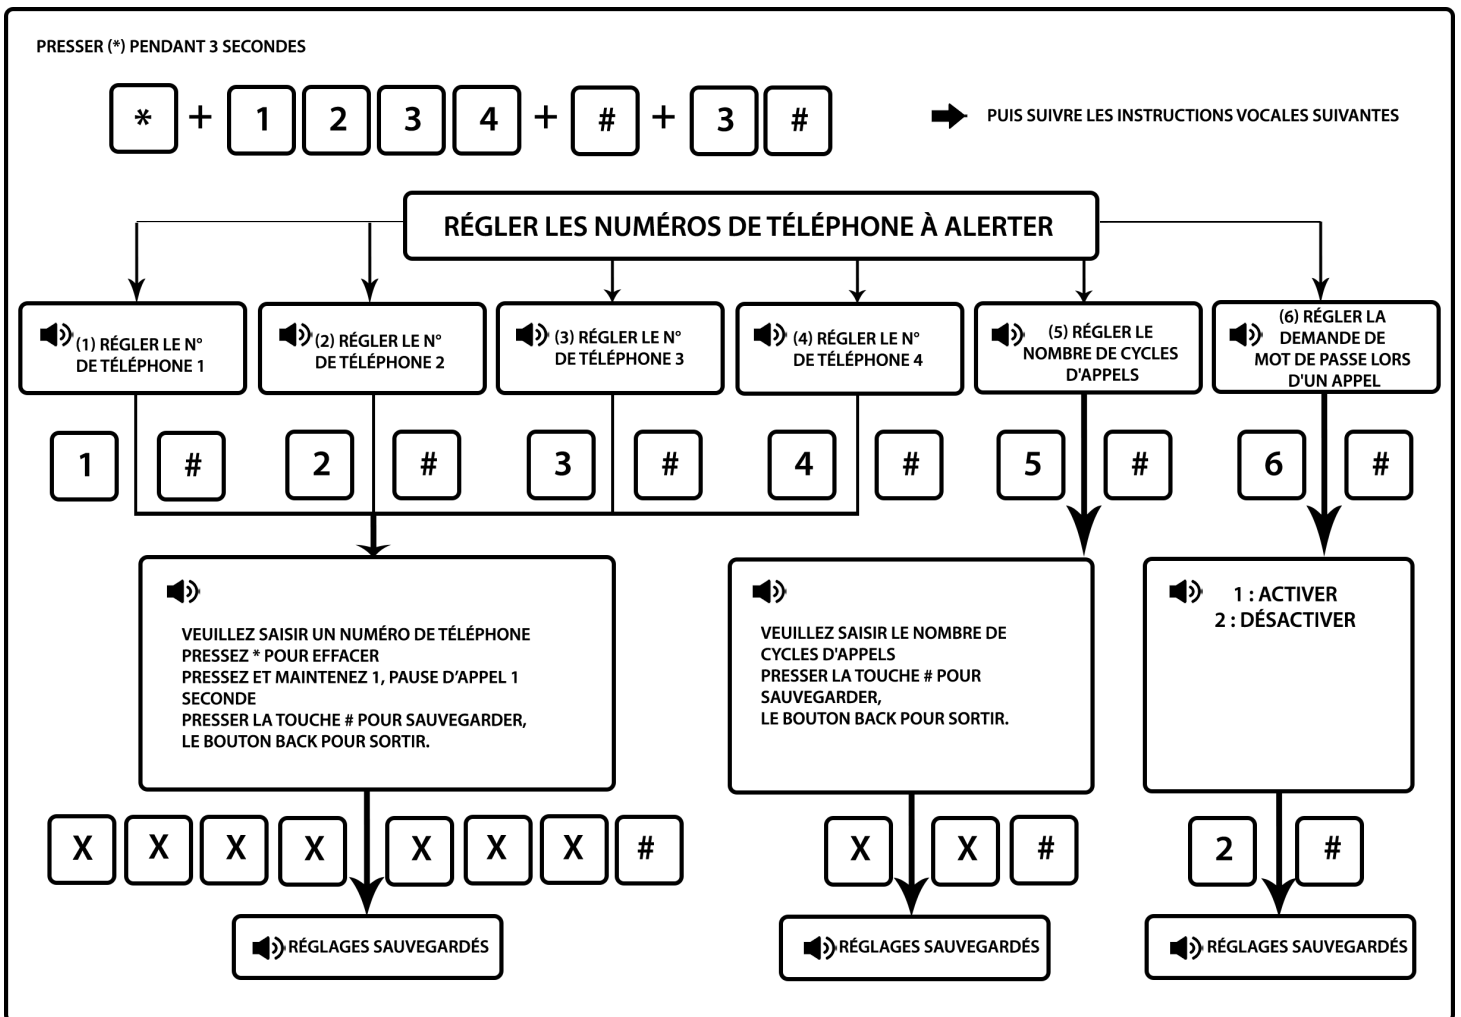 PRESSER (*) PENDANT 3 SECONDES
* + 1 2 3 4 + # + 3 #
PUIS SUIVRE LES INSTRUCTIONS VOCALES SUIVANTES
RÉGLER LES NUMÉROS DE TÉLÉPHONE À ALERTER
(1) RÉGLER LE N°
DE TÉLÉPHONE 1
(2) RÉGLER LE N°
DE TÉLÉPHONE 2
(3) RÉGLER LE N°
DE TÉLÉPHONE 3
(4) RÉGLER LE N°
DE TÉLÉPHONE 4
(5) RÉGLER LE
NOMBRE DE CYCLES
D'APPELS
(6) RÉGLER LA
DEMANDE DE
MOT DE PASSE LORS
D'UN APPEL
1 # 2 # 3 # 4 # 5 # 6 #
VEUILLEZ SAISIR UN NUMÉRO DE TÉLÉPHONE
PRESSEZ * POUR EFFACER
PRESSEZ ET MAINTENEZ 1, PAUSE D’APPEL 1
SECONDE
PRESSER LA TOUCHE # POUR SAUVEGARDER,
LE BOUTON BACK POUR SORTIR.
VEUILLEZ SAISIR LE NOMBRE DE
CYCLES D'APPELS
PRESSER LA TOUCHE # POUR
SAUVEGARDER,
LE BOUTON BACK POUR SORTIR.
1 : ACTIVER
2 : DÉSACTIVER
X X X X X X X #
X X #
2 #
RÉGLAGES SAUVEGARDÉS
RÉGLAGES SAUVEGARDÉS
RÉGLAGES SAUVEGARDÉS